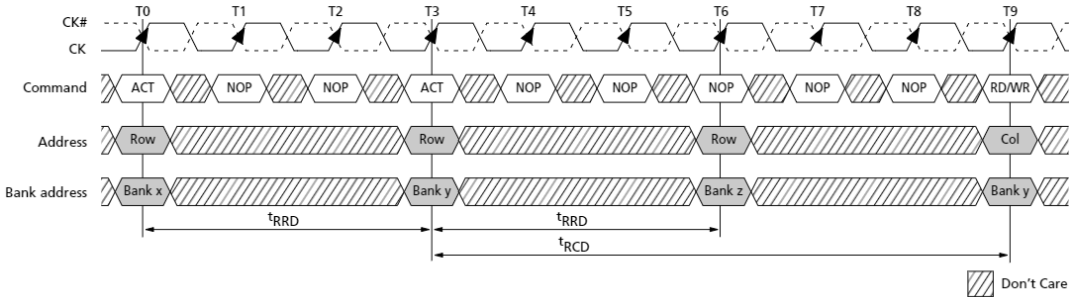 T0 T1 T2 T3 T4 T5 T6 T7 T8 T9
CK#
CK
Command ACT NOP NOP ACT NOP NOP NOP NOP NOP RD/WR
Address Row Row Row Col
Bank address Bank x Bank y Bank z Bank y
tRRD tRRD
tRCD
Don't Care